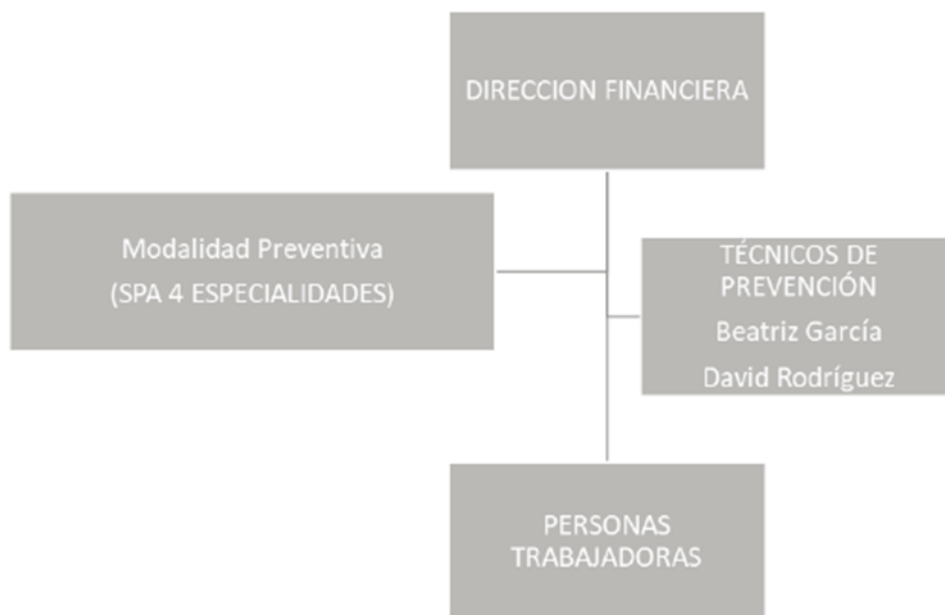 DIRECCION FINANCIERA
Modalidad Preventiva
(SPA 4 ESPECIALIDADES)
TÉCNICOS DE
PREVENCIÓN
Beatriz García
David Rodríguez
PERSONAS
TRABAJADORAS